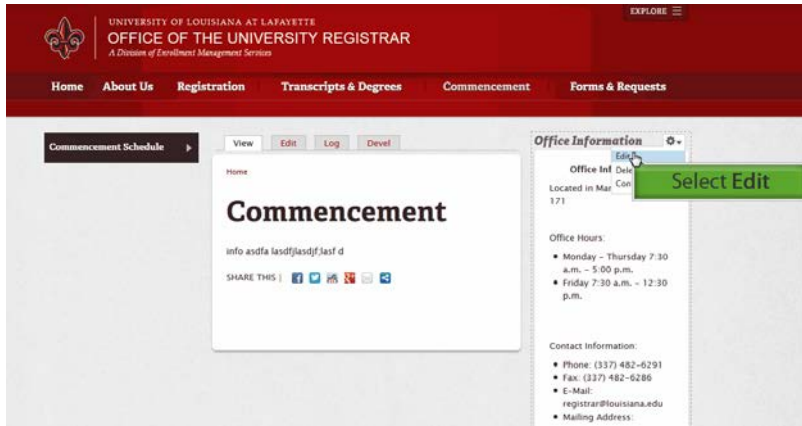 EXPLORE
UNIVERSITY OF LOUISIANA AT LAFAYETTE
OFFICE OF THE UNIVERSITY REGISTRAR
A Division of Enrollment Management Services
Home About Us Registration Transcripts & Degrees Commencement Forms & Requests
Commencement Schedule
View Edit Log Devel
Home
Commencement
info asdfa lasdfjlasdjf;lasf d
SHARE THIS |
Office Information
Edit
Office Inf Dele
Located in Mar Con
171
Select Edit
Office Hours:
• Monday – Thursday 7:30
a.m. – 5:00 p.m.
• Friday 7:30 a.m. – 12:30
p.m.
Contact Information:
• Phone: (337) 482-6291
• Fax: (337) 482-6286
• E-Mail:
registrar@louisiana.edu
• Mailing Address: